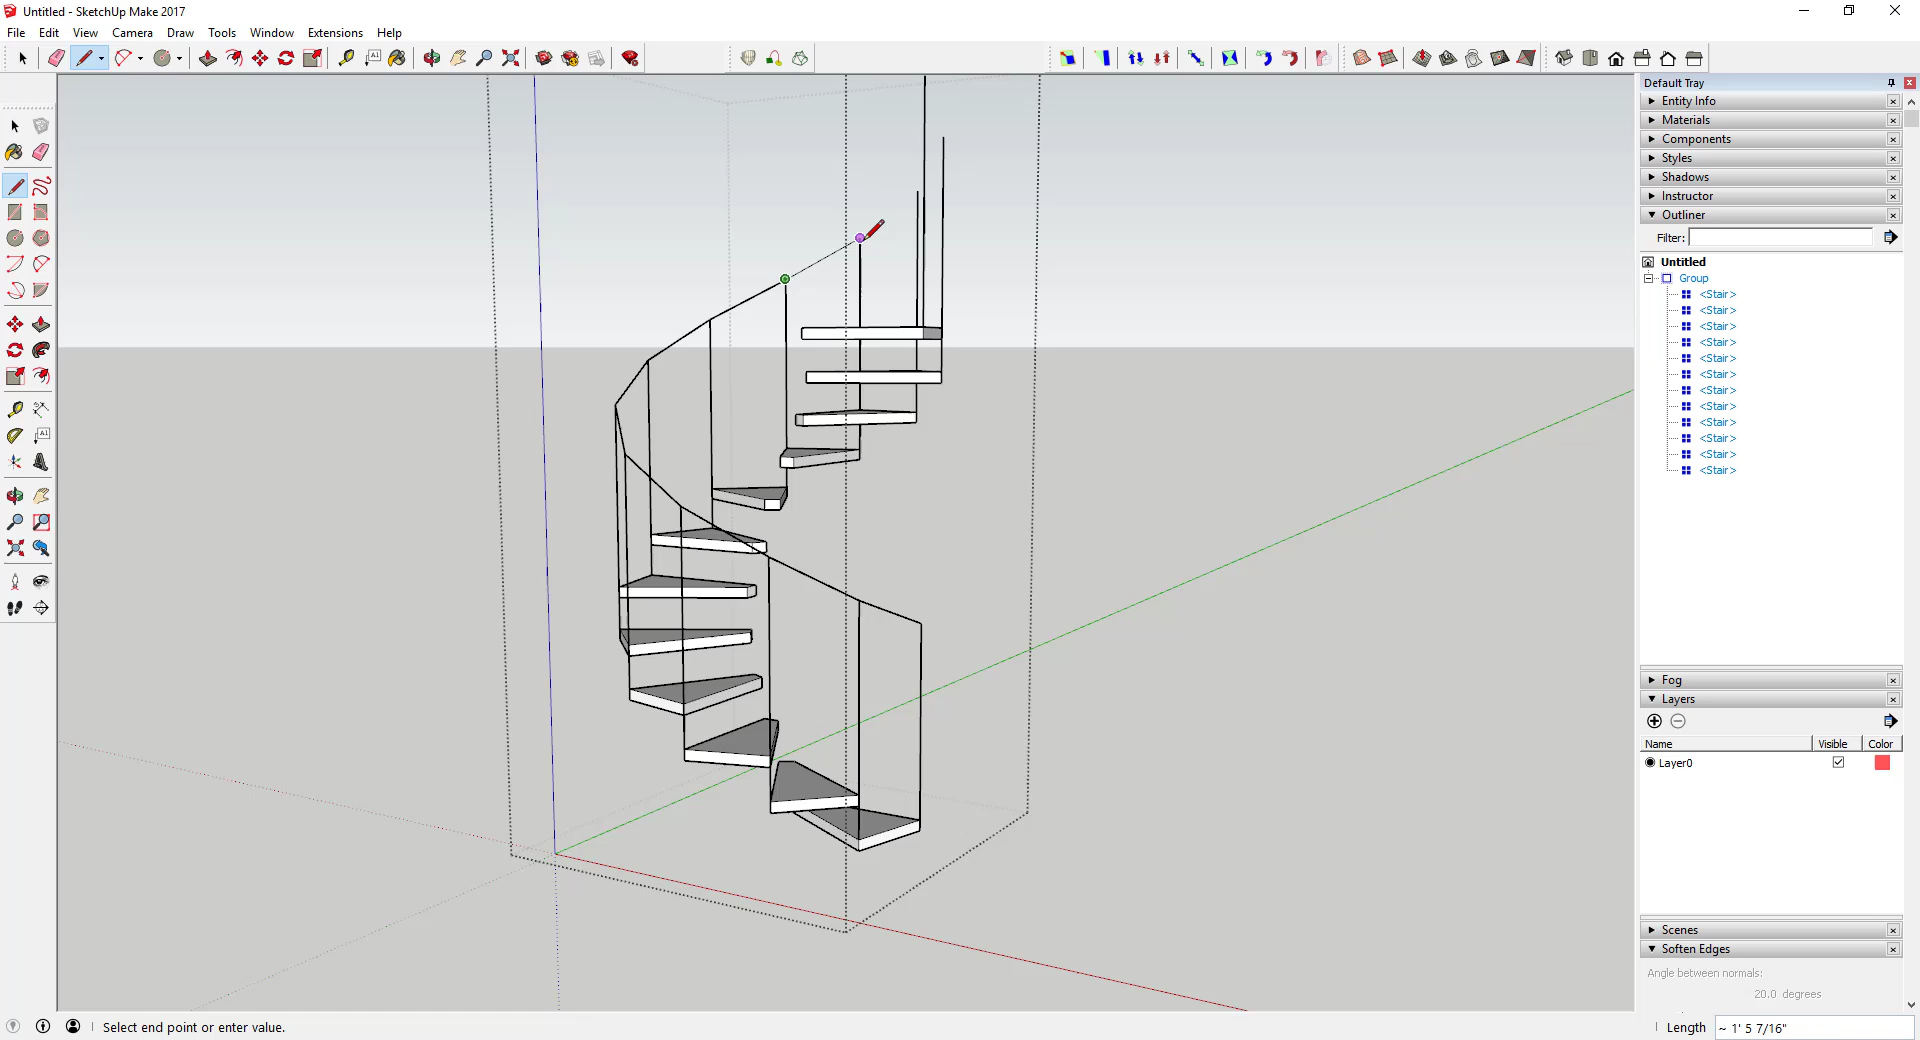 Untitled - SketchUp Make 2017
File Edit View Camera Draw Tools Window Extensions Help
A1
Default Tray
Entity Info
Materials
Components
Styles
Shadows
Instructor
Outliner
Filter:
Untitled
Group
<Stair>
<Stair>
<Stair>
<Stair>
<Stair>
<Stair>
<Stair>
<Stair>
<Stair>
<Stair>
<Stair>
<Stair>
A1
Fog
Layers
Name Visible Color
Layer0
Scenes
Soften Edges
Angle between normals:
20.0 degrees
Select end point or enter value.
Length ~ 1' 5 7/16"